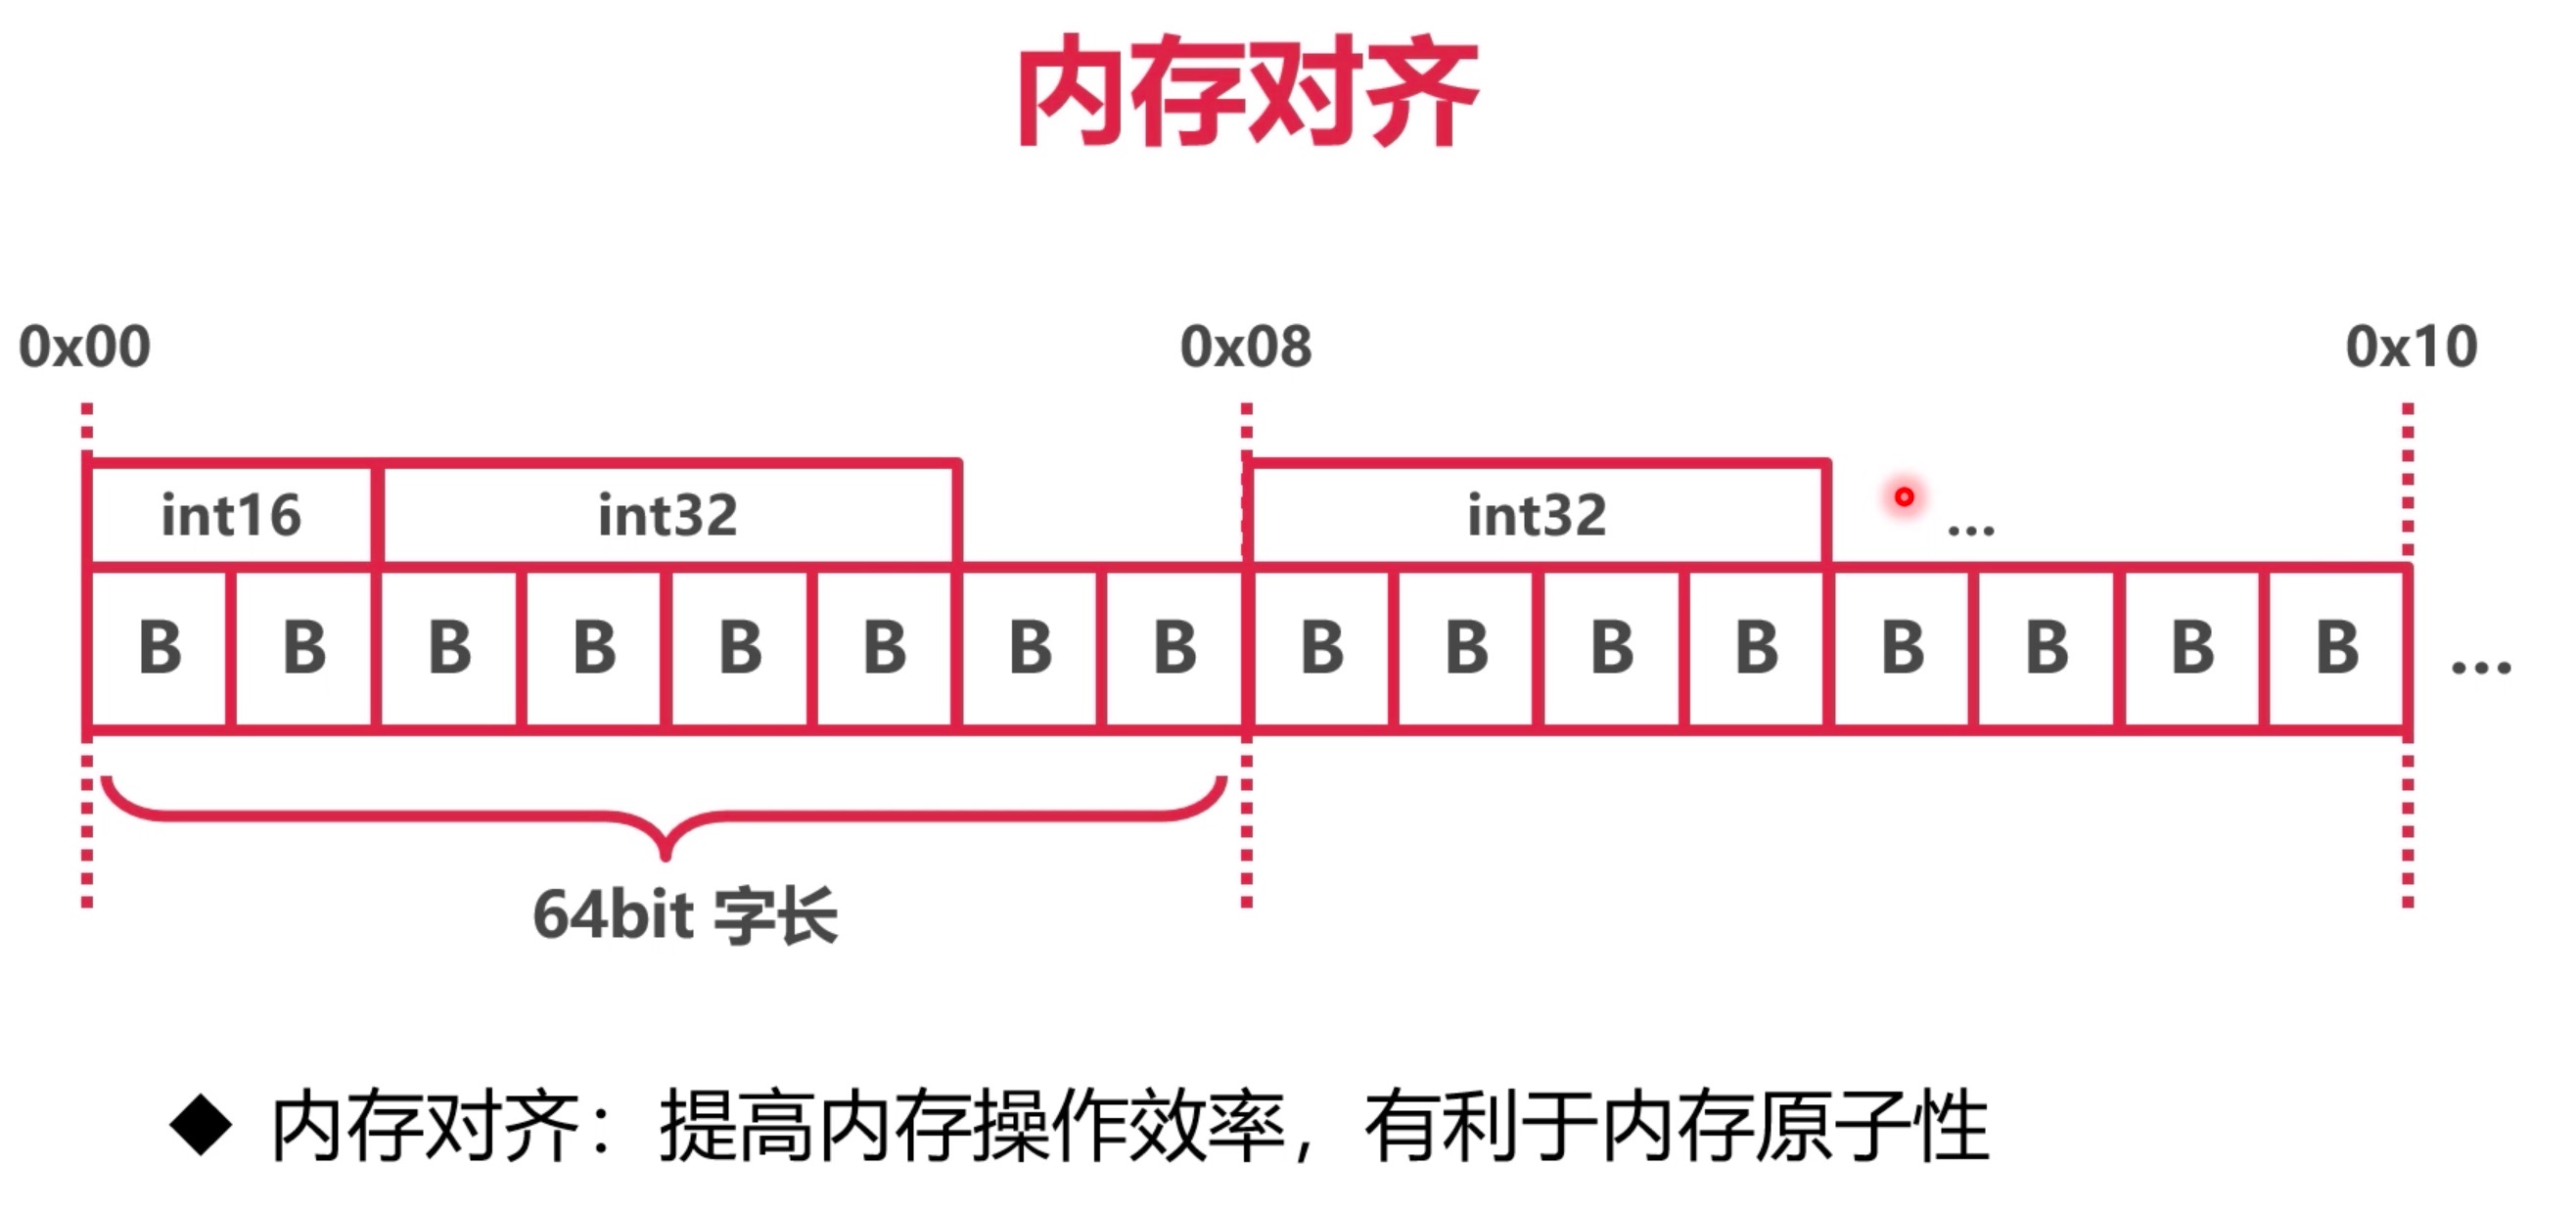 内存对齐
0x00 0x08 0x10
int16 int32 int32 ...
B B B B B B B B B B B B B B B B ...
64bit 字长
◆ 内存对齐：提高内存操作效率，有利于内存原子性